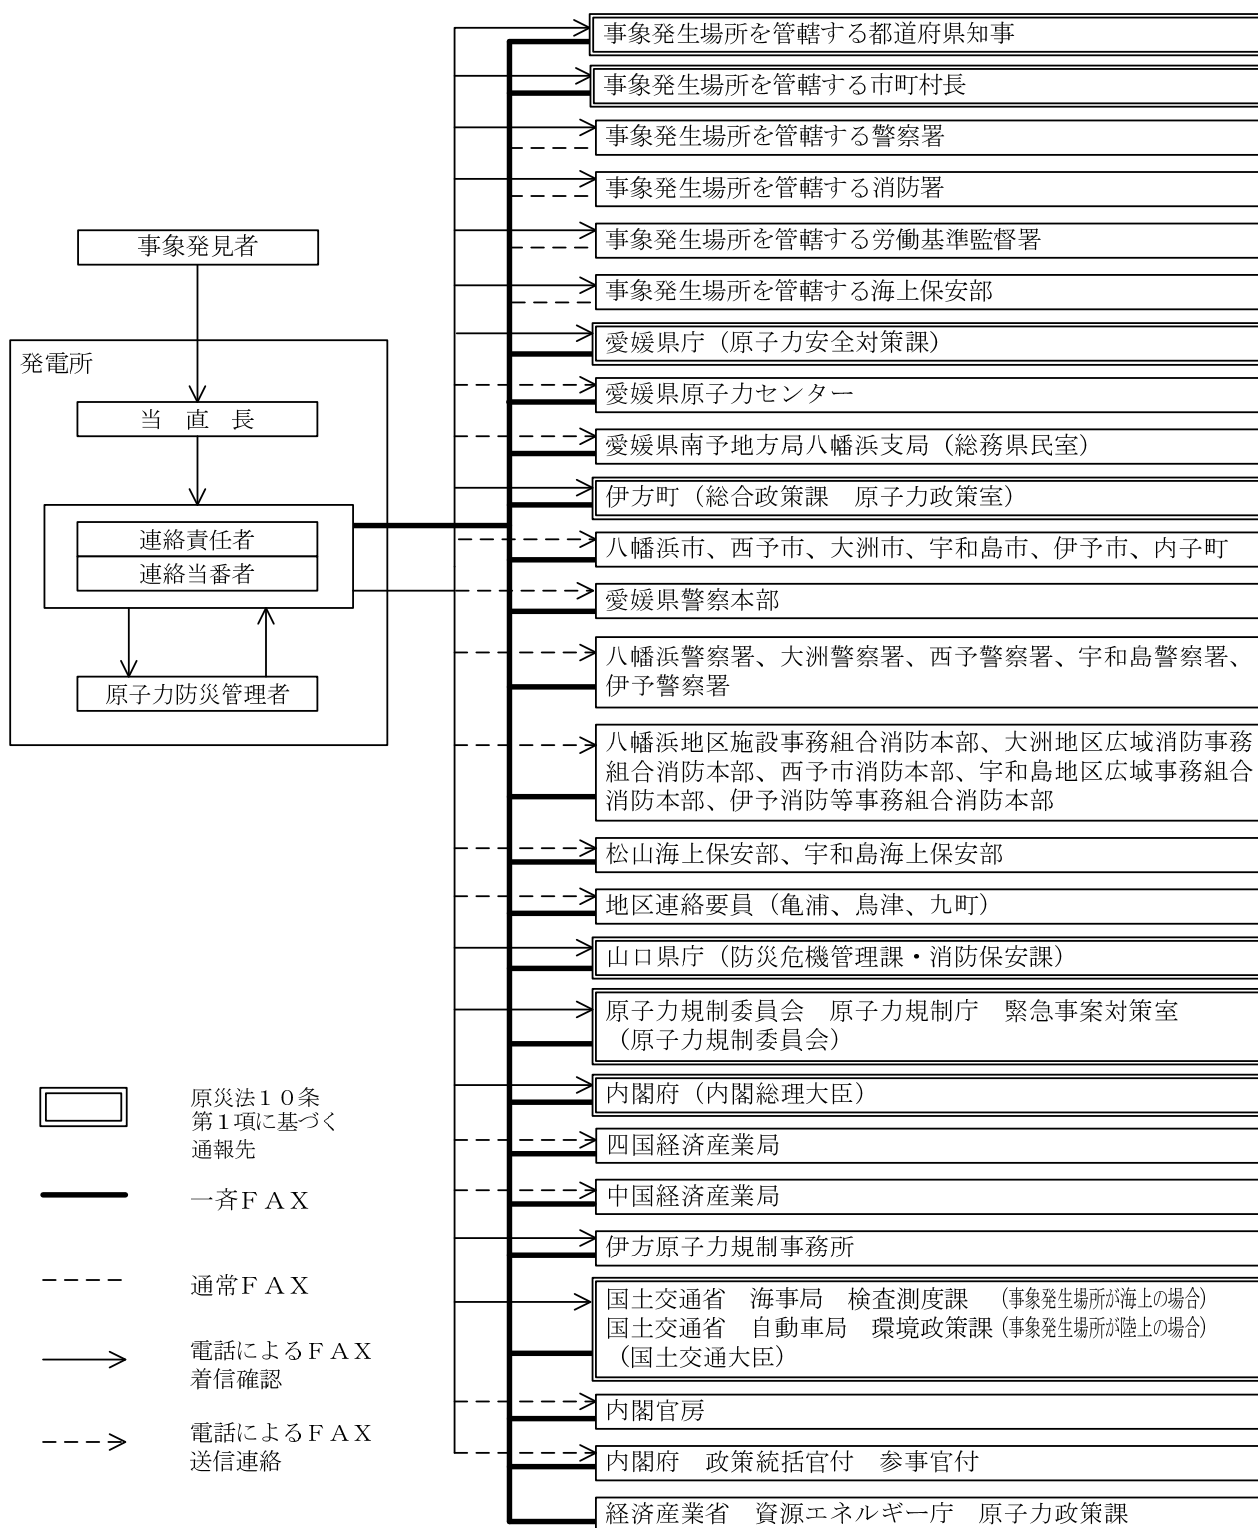 事象発見者
発電所
当　直　長
連絡責任者
連絡当番者
原子力防災管理者
事象発生場所を管轄する都道府県知事
事象発生場所を管轄する市町村長
事象発生場所を管轄する警察署
事象発生場所を管轄する消防署
事象発生場所を管轄する労働基準監督署
事象発生場所を管轄する海上保安部
愛媛県庁（原子力安全対策課）
愛媛県原子力センター
愛媛県南予地方局八幡浜支局（総務県民室）
伊方町（総合政策課　原子力政策室）
八幡浜市、西予市、大洲市、宇和島市、伊予市、内子町
愛媛県警察本部
八幡浜警察署、大洲警察署、西予警察署、宇和島警察署、
伊予警察署
八幡浜地区施設事務組合消防本部、大洲地区広域消防事務
組合消防本部、西予市消防本部、宇和島地区広域事務組合
消防本部、伊予消防等事務組合消防本部
松山海上保安部、宇和島海上保安部
地区連絡要員（亀浦、鳥津、九町）
山口県庁（防災危機管理課・消防保安課）
原子力規制委員会　原子力規制庁　緊急事案対策室
（原子力規制委員会）
内閣府（内閣総理大臣）
四国経済産業局
中国経済産業局
伊方原子力規制事務所
国土交通省　海事局　検査測度課　（事象発生場所が海上の場合）
国土交通省　自動車局　環境政策課（事象発生場所が陸上の場合）
（国土交通大臣）
内閣官房
内閣府　政策統括官付　参事官付
経済産業省　資源エネルギー庁　原子力政策課
原災法１０条
第１項に基づく
通報先
一斉ＦＡＸ
通常ＦＡＸ
電話によるＦＡＸ
着信確認
電話によるＦＡＸ
送信連絡